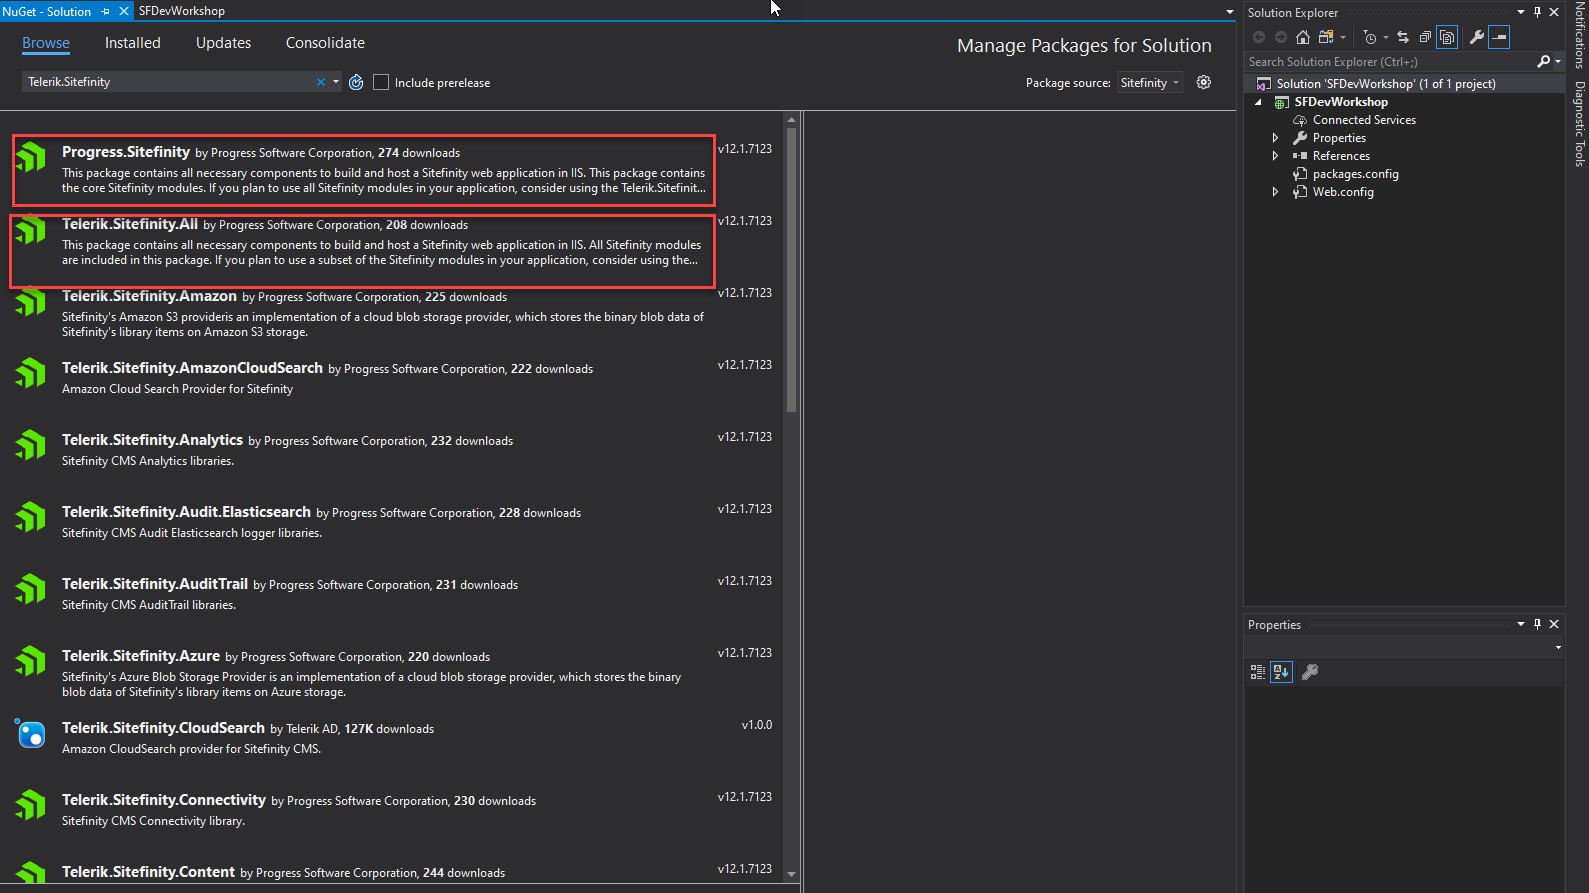 NuGet - Solution
SFDevWorkshop
Browse
Installed
Updates
Consolidate
Manage Packages for Solution
Telerik.Sitefinity
Include prerelease
Package source: Sitefinity
Progress.Sitefinity by Progress Software Corporation, 274 downloads
v12.1.7123
This package contains all necessary components to build and host a Sitefinity web application in IIS. This package contains
the core Sitefinity modules. If you plan to use all Sitefinity modules in your application, consider using the Telerik.Sitefinit...
Telerik.Sitefinity.All by Progress Software Corporation, 208 downloads
v12.1.7123
This package contains all necessary components to build and host a Sitefinity web application in IIS. All Sitefinity modules
are included in this package. If you plan to use a subset of the Sitefinity modules in your application, consider using the...
Telerik.Sitefinity.Amazon by Progress Software Corporation, 225 downloads
v12.1.7123
Sitefinity's Amazon S3 provideris an implementation of a cloud blob storage provider, which stores the binary blob data of
Sitefinity's library items on Amazon S3 storage.
Telerik.Sitefinity.AmazonCloudSearch by Progress Software Corporation, 222 downloads
v12.1.7123
Amazon Cloud Search Provider for Sitefinity
Telerik.Sitefinity.Analytics by Progress Software Corporation, 232 downloads
v12.1.7123
Sitefinity CMS Analytics libraries.
Telerik.Sitefinity.Audit.Elasticsearch by Progress Software Corporation, 228 downloads
v12.1.7123
Sitefinity CMS Audit Elasticsearch logger libraries.
Telerik.Sitefinity.AuditTrail by Progress Software Corporation, 231 downloads
v12.1.7123
Sitefinity CMS AuditTrail libraries.
Telerik.Sitefinity.Azure by Progress Software Corporation, 220 downloads
v12.1.7123
Sitefinity's Azure Blob Storage Provider is an implementation of a cloud blob storage provider, which stores the binary
blob data of Sitefinity's library items on Azure storage.
Telerik.Sitefinity.CloudSearch by Telerik AD, 127K downloads
v1.0.0
Amazon CloudSearch provider for Sitefinity CMS.
Telerik.Sitefinity.Connectivity by Progress Software Corporation, 230 downloads
v12.1.7123
Sitefinity CMS Connectivity library.
Telerik.Sitefinity.Content by Progress Software Corporation, 244 downloads
v12.1.7123
Solution Explorer
Search Solution Explorer (Ctrl+;)
Solution 'SFDevWorkshop' (1 of 1 project)
SFDevWorkshop
Connected Services
Properties
References
packages.config
Web.config
Properties
Notifications
Diagnostic Tools